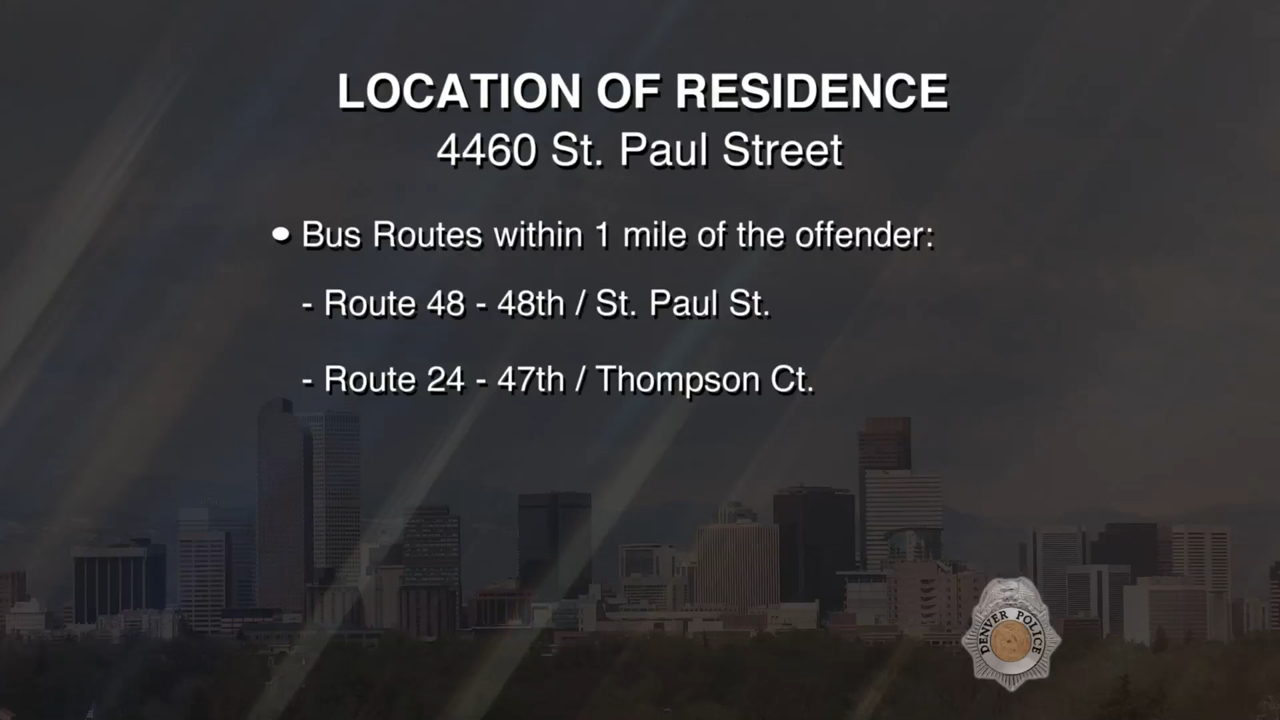 LOCATION OF RESIDENCE
4460 St. Paul Street
• Bus Routes within 1 mile of the offender:
- Route 48 - 48th / St. Paul St.
- Route 24 - 47th / Thompson Ct.
DENVER POLICE